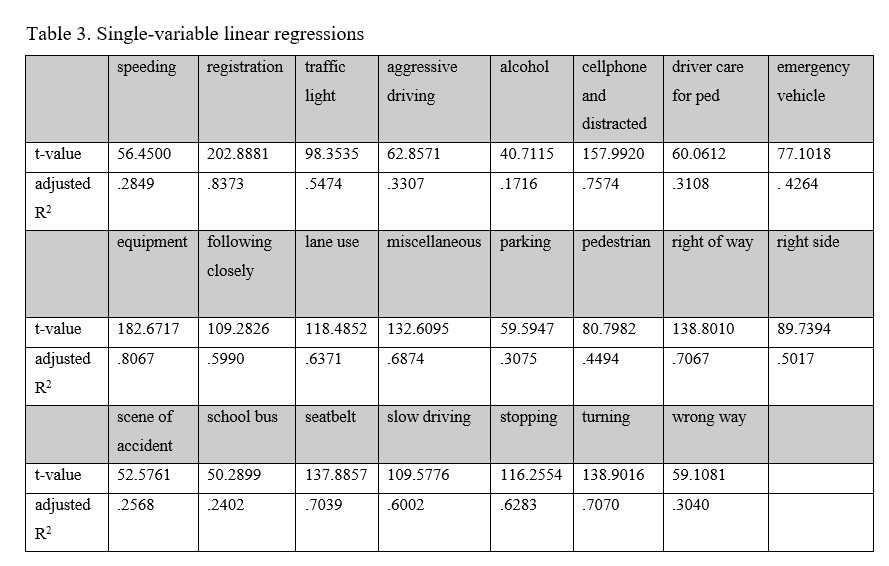 Table 3. Single-variable linear regressions
speeding registration traffic light aggressive driving alcohol cellphone and distracted driver care for ped emergency vehicle
t-value 56.4500 202.8881 98.3535 62.8571 40.7115 157.9920 60.0612 77.1018
adjusted R² .2849 .8373 .5474 .3307 .1716 .7574 .3108 . 4264
equipment following closely lane use miscellaneous parking pedestrian right of way right side
t-value 182.6717 109.2826 118.4852 132.6095 59.5947 80.7982 138.8010 89.7394
adjusted R² .8067 .5990 .6371 .6874 .3075 .4494 .7067 .5017
scene of accident school bus seatbelt slow driving stopping turning wrong way
t-value 52.5761 50.2899 137.8857 109.5776 116.2554 138.9016 59.1081
adjusted R² .2568 .2402 .7039 .6002 .6283 .7070 .3040